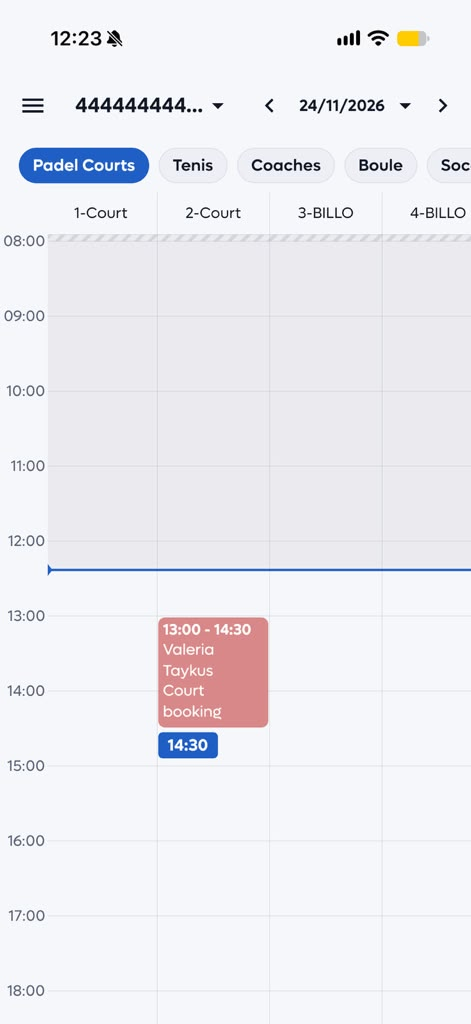 12:23
444444444...
24/11/2026
Padel Courts
Tenis
Coaches
Boule
Soc
1-Court
2-Court
3-BILLO
4-BILLO
08:00
09:00
10:00
11:00
12:00
13:00
13:00 - 14:30
Valeria
Taykus
Court
booking
14:00
14:30
15:00
16:00
17:00
18:00